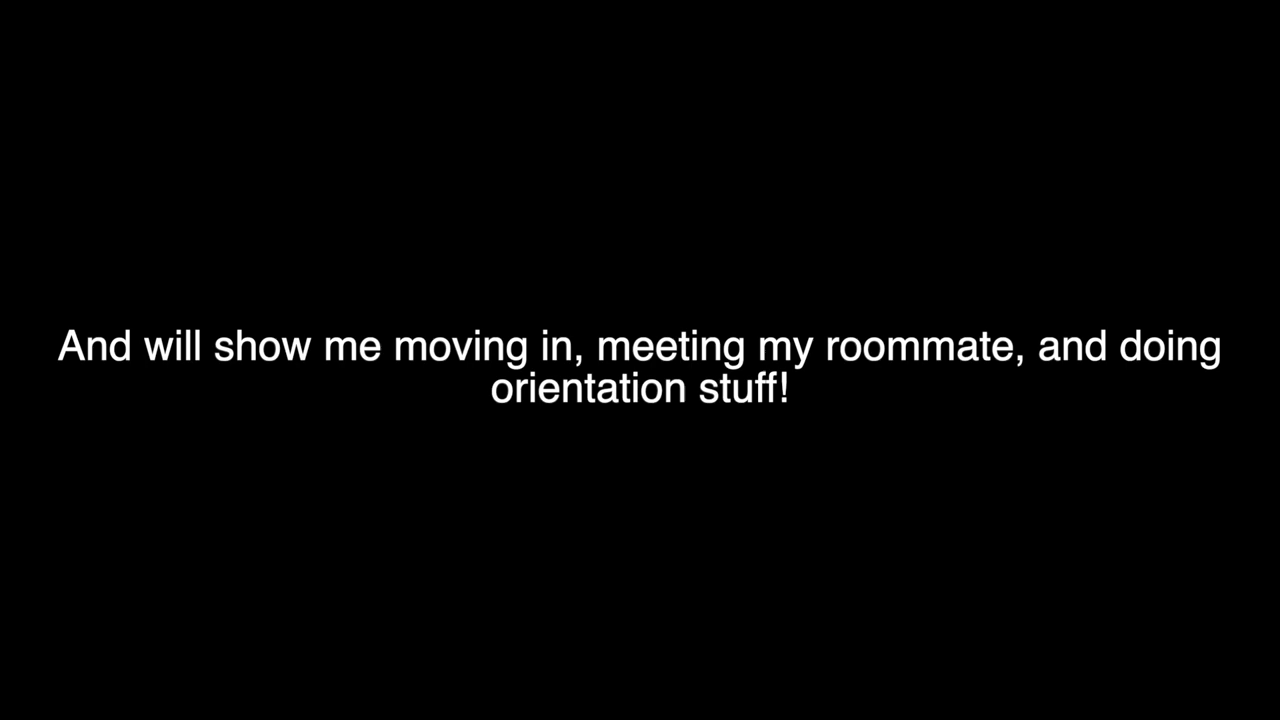 And will show me moving in, meeting my roommate, and doing
orientation stuff!